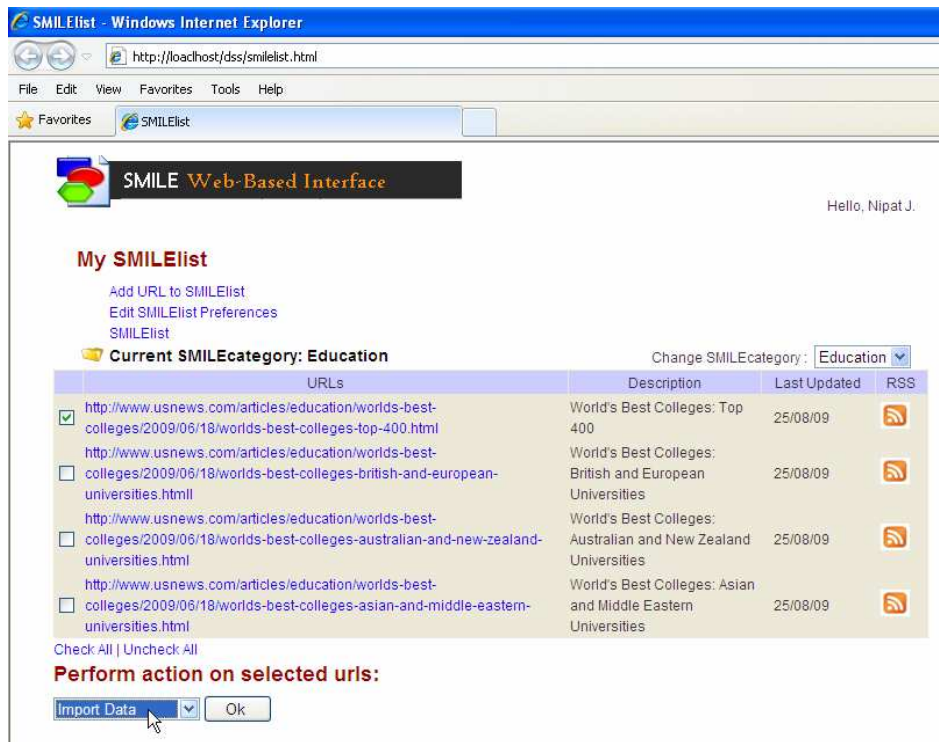 SMILElist - Windows Internet Explorer
http://loaclhost/dss/smilelist.html
File Edit View Favorites Tools Help
Favorites SMILElist
SMILE Web-Based Interface
Hello, Nipat J.
My SMILElist
Add URL to SMILElist
Edit SMILElist Preferences
SMILElist
Current SMILEcategory: Education Change SMILEcategory : Education
URLs Description Last Updated RSS
http://www.usnews.com/articles/education/worlds-best- World's Best Colleges: Top
colleges/2009/06/18/worlds-best-colleges-top-400.html 400 25/08/09
http://www.usnews.com/articles/education/worlds-best- World's Best Colleges:
colleges/2009/06/18/worlds-best-colleges-british-and-european- British and European 25/08/09
universities.htmll Universities
http://www.usnews.com/articles/education/worlds-best- World's Best Colleges:
colleges/2009/06/18/worlds-best-colleges-australian-and-new-zealand- Australian and New Zealand 25/08/09
universities.html Universities
http://www.usnews.com/articles/education/worlds-best- World's Best Colleges: Asian
colleges/2009/06/18/worlds-best-colleges-asian-and-middle-eastern- and Middle Eastern 25/08/09
universities.html Universities
Check All | Uncheck All
Perform action on selected urls:
Import Data Ok